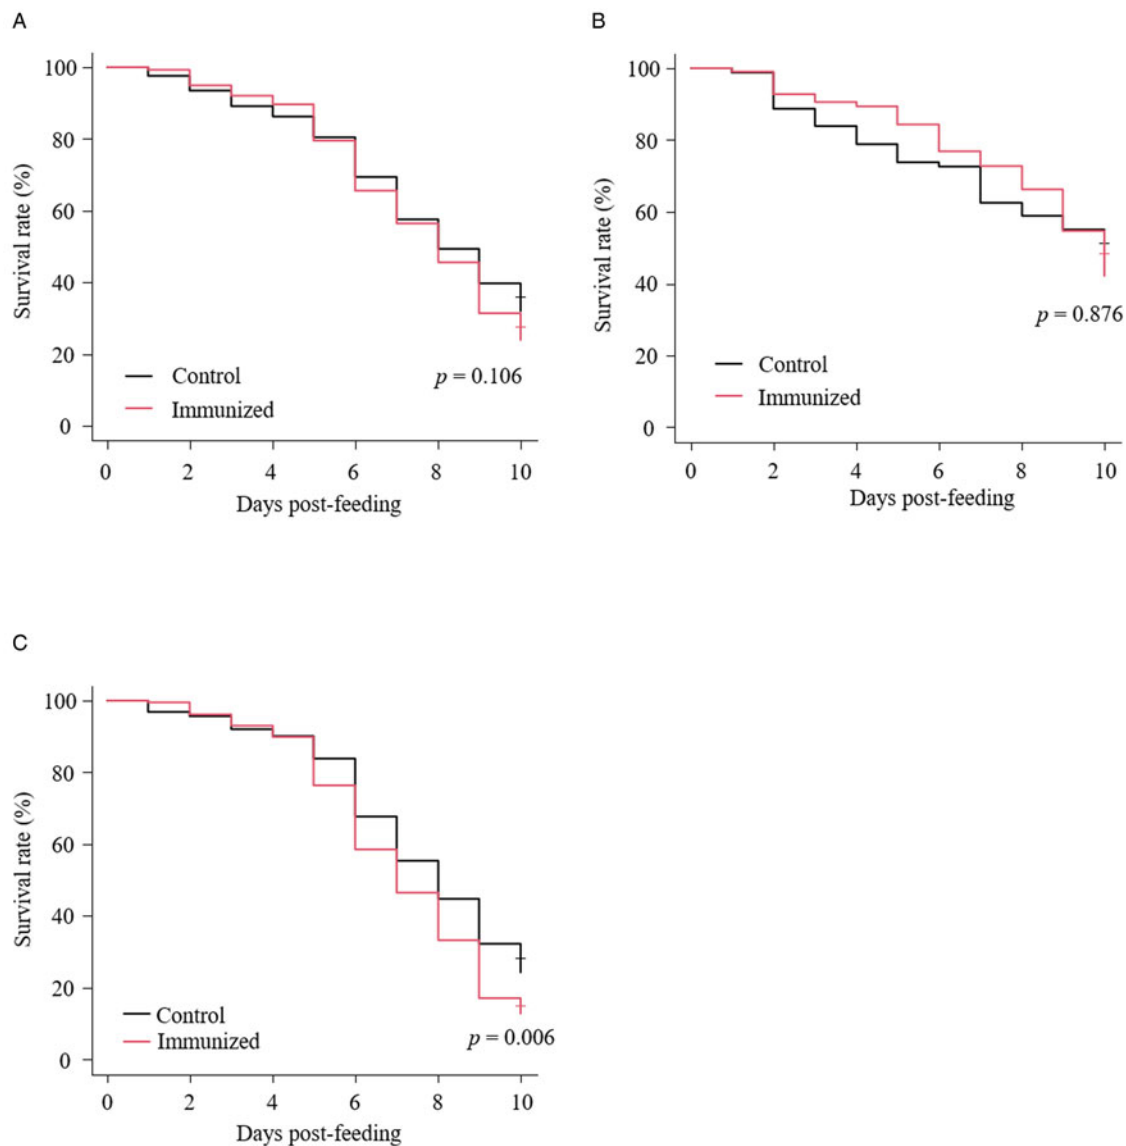 A
100
80
60
40
20
0
Survival rate (%)
Control
Immunized
p = 0.106
0 2 4 6 8 10
Days post-feeding
B
100
80
60
40
20
0
Survival rate (%)
Control
Immunized
p = 0.876
0 2 4 6 8 10
Days post-feeding
C
100
80
60
40
20
0
Survival rate (%)
Control
Immunized
p = 0.006
0 2 4 6 8 10
Days post-feeding